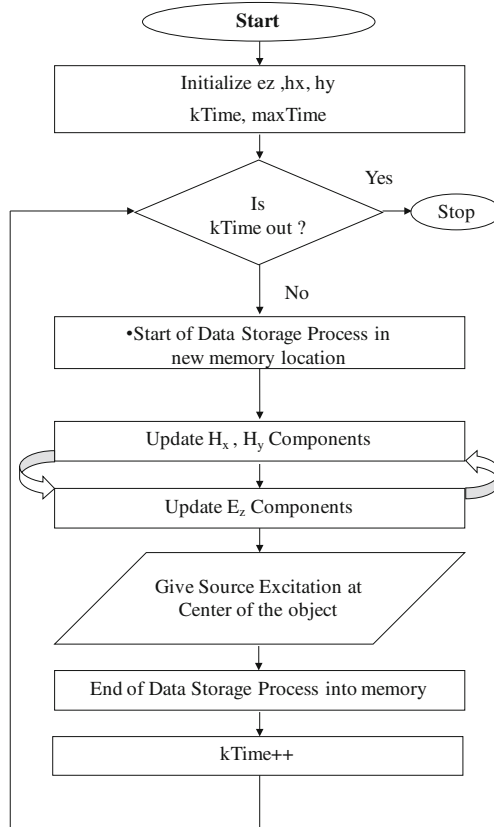 Start
Initialize ez ,hx, hy
kTime, maxTime
Is
kTime out ?
Yes
Stop
No
•Start of Data Storage Process in
new memory location
Update Hx , Hy Components
Update Ez Components
Give Source Excitation at
Center of the object
End of Data Storage Process into memory
kTime++